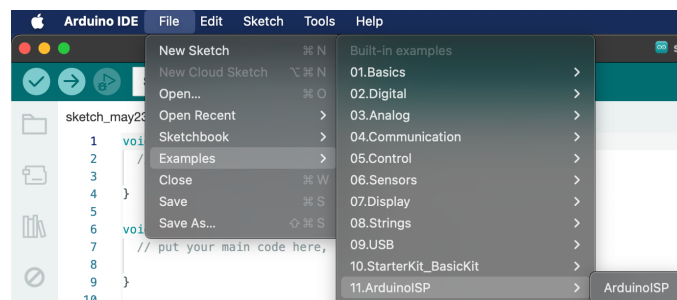 Arduino IDE File Edit Sketch Tools Help
New Sketch ⌘ N
New Cloud Sketch ⌥ ⌘ N
Open... ⌘ O
Open Recent >
Sketchbook >
Examples >
Close ⌘ W
Save ⌘ S
Save As... ⇧ ⌘ S
Built-in examples
01.Basics >
02.Digital >
03.Analog >
04.Communication >
05.Control >
06.Sensors >
07.Display >
08.Strings >
09.USB >
10.StarterKit_BasicKit >
11.ArduinoISP >
ArduinoISP
sketch_may23
1 voi
2 //
3
4 }
5
6 voi
7 // put your main code here,
8
9 }
10